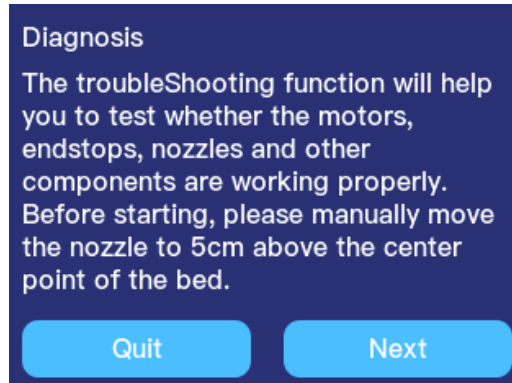 Diagnosis
The troubleShooting function will help
you to test whether the motors,
endstops, nozzles and other
components are working properly.
Before starting, please manually move
the nozzle to 5cm above the center
point of the bed.
Quit
Next